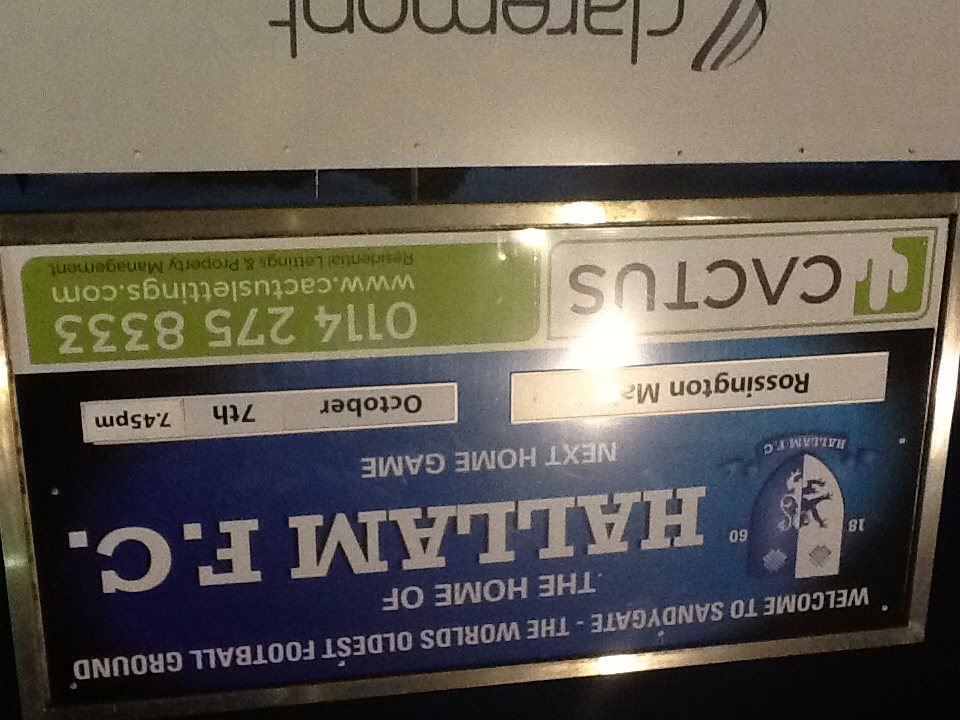 WELCOME TO SANDYGATE - THE WORLDS OLDEST FOOTBALL GROUND
THE HOME OF
HALLAM F.C.
18 60
HALLAM F C
NEXT HOME GAME
Rossington October 7th 7.45pm
CACTUS
0114 275 8333
www.cactuslettings.com
Residential Lettings & Property Management
claremont